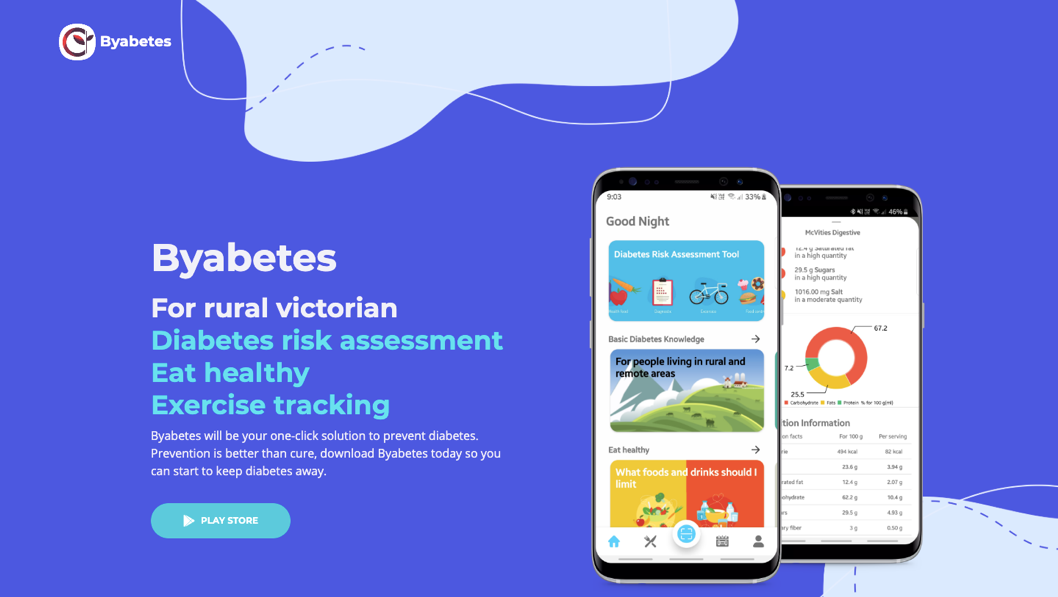 Byabetes
Byabetes
For rural victorian
Diabetes risk assessment
Eat healthy
Exercise tracking
Byabetes will be your one-click solution to prevent diabetes.
Prevention is better than cure, download Byabetes today so you
can start to keep diabetes away.
PLAY STORE
9:03
33%
Good Night
Diabetes Risk Assessment Tool
Basic Diabetes Knowledge
For people living in rural and
remote areas
Eat healthy
What foods and drinks should I
limit
46%
McVities Digestive
12.4 g Saturated fat
in a high quantity
29.5 g Sugars
in a high quantity
1016.00 mg Salt
in a moderate quantity
67.2
7.2
25.5
Carbohydrate Fats Protein % for 100 g(ml)
tion Information
on facts For 100 g Per serving
rie 494 kcal 82 kcal
23.6 g 3.94 g
rated fat 12.4 g 2.07 g
ohydrate 62.2 g 10.4 g
ars 29.5 g 4.93 g
ry fiber 3 g 0.50 g